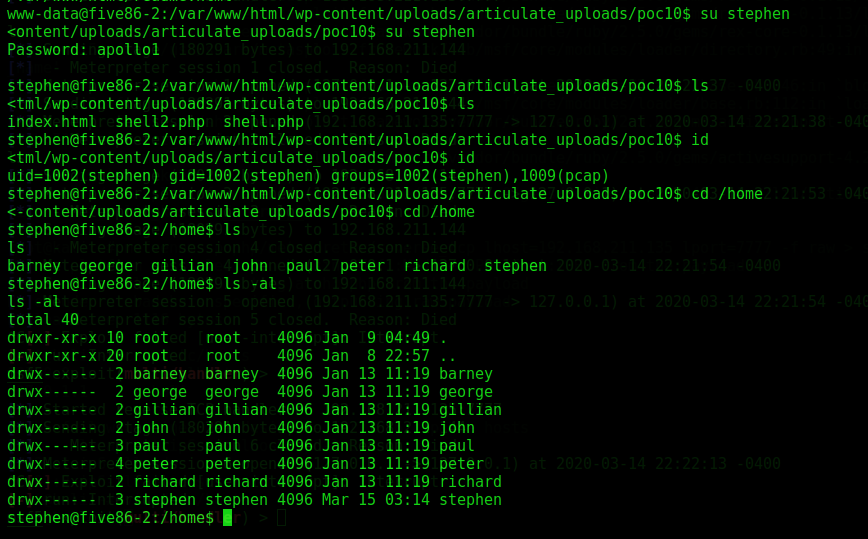 www-data@five86-2:/var/www/html/wp-content/uploads/articulate_uploads/poc10$ su stephen
<ontent/uploads/articulate_uploads/poc10$ su stephen
Password: apollo1
stephen@five86-2:/var/www/html/wp-content/uploads/articulate_uploads/poc10$ ls
<tml/wp-content/uploads/articulate_uploads/poc10$ ls
index.html  shell2.php  shell.php
stephen@five86-2:/var/www/html/wp-content/uploads/articulate_uploads/poc10$ id
<tml/wp-content/uploads/articulate_uploads/poc10$ id
uid=1002(stephen) gid=1002(stephen) groups=1002(stephen),1009(pcap)
stephen@five86-2:/var/www/html/wp-content/uploads/articulate_uploads/poc10$ cd /home
<-content/uploads/articulate_uploads/poc10$ cd /home
stephen@five86-2:/home$ ls
ls
barney  george  gillian  john  paul  peter  richard  stephen
stephen@five86-2:/home$ ls -al
ls -al
total 40
drwxr-xr-x 10 root    root    4096 Jan  9 04:49 .
drwxr-xr-x 20 root    root    4096 Jan  8 22:57 ..
drwx------  2 barney  barney  4096 Jan 13 11:19 barney
drwx------  2 george  george  4096 Jan 13 11:19 george
drwx------  2 gillian gillian 4096 Jan 13 11:19 gillian
drwx------  2 john    john    4096 Jan 13 11:19 john
drwx------  3 paul    paul    4096 Jan 13 11:19 paul
drwx------  4 peter   peter   4096 Jan 13 11:19 peter
drwx------  2 richard richard 4096 Jan 13 11:19 richard
drwx------  3 stephen stephen 4096 Mar 15 03:14 stephen
stephen@five86-2:/home$